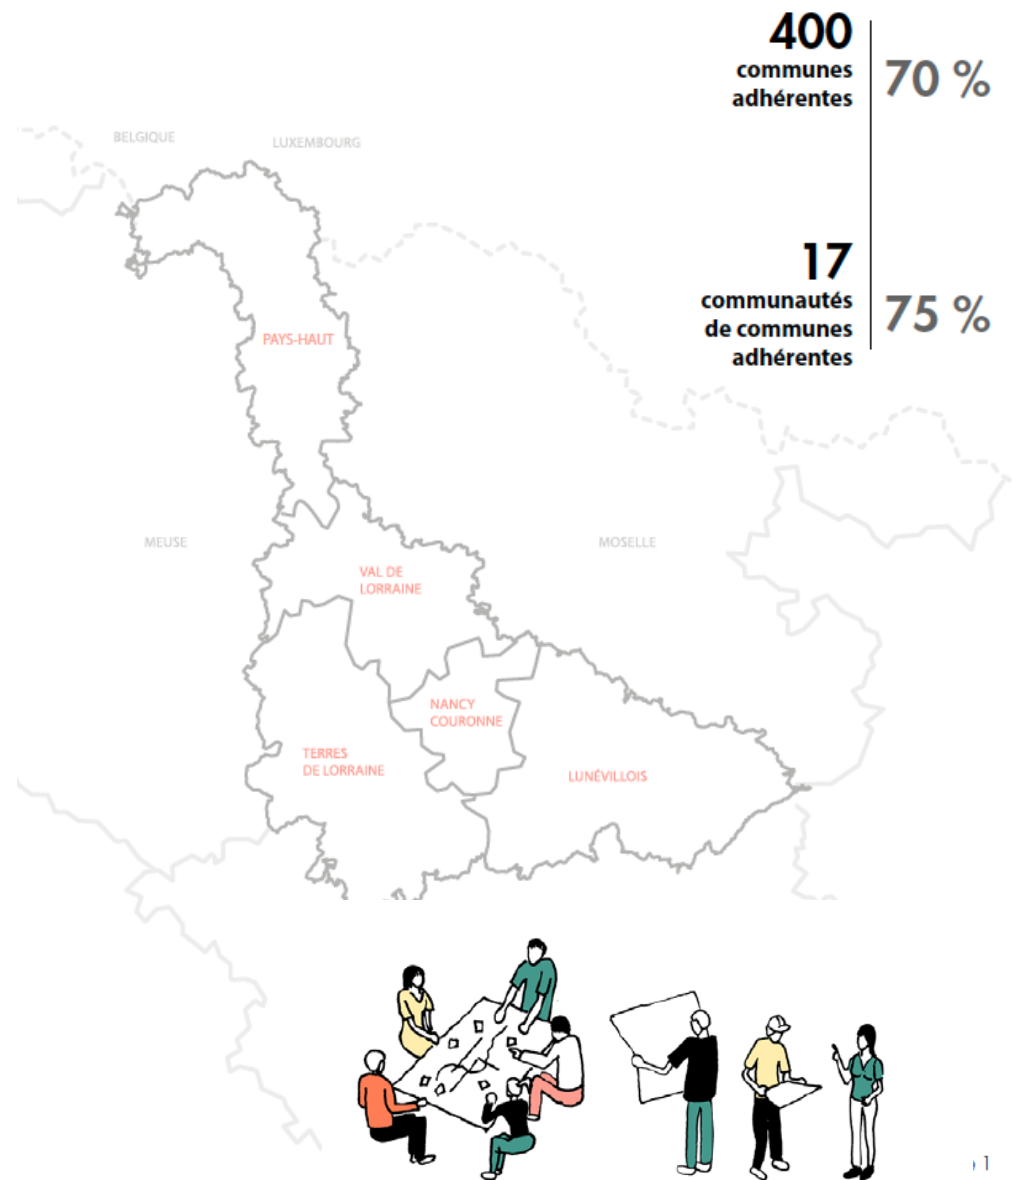 400
communes
adhérentes
70 %
BELGIQUE
LUXEMBOURG
17
communautés
de communes
adhérentes
75 %
PAYS-HAUT
MEUSE
MOSELLE
VAL DE
LORRAINE
NANCY
COURONNE
TERRES
DE LORRAINE
LUNÉVILLOIS
1